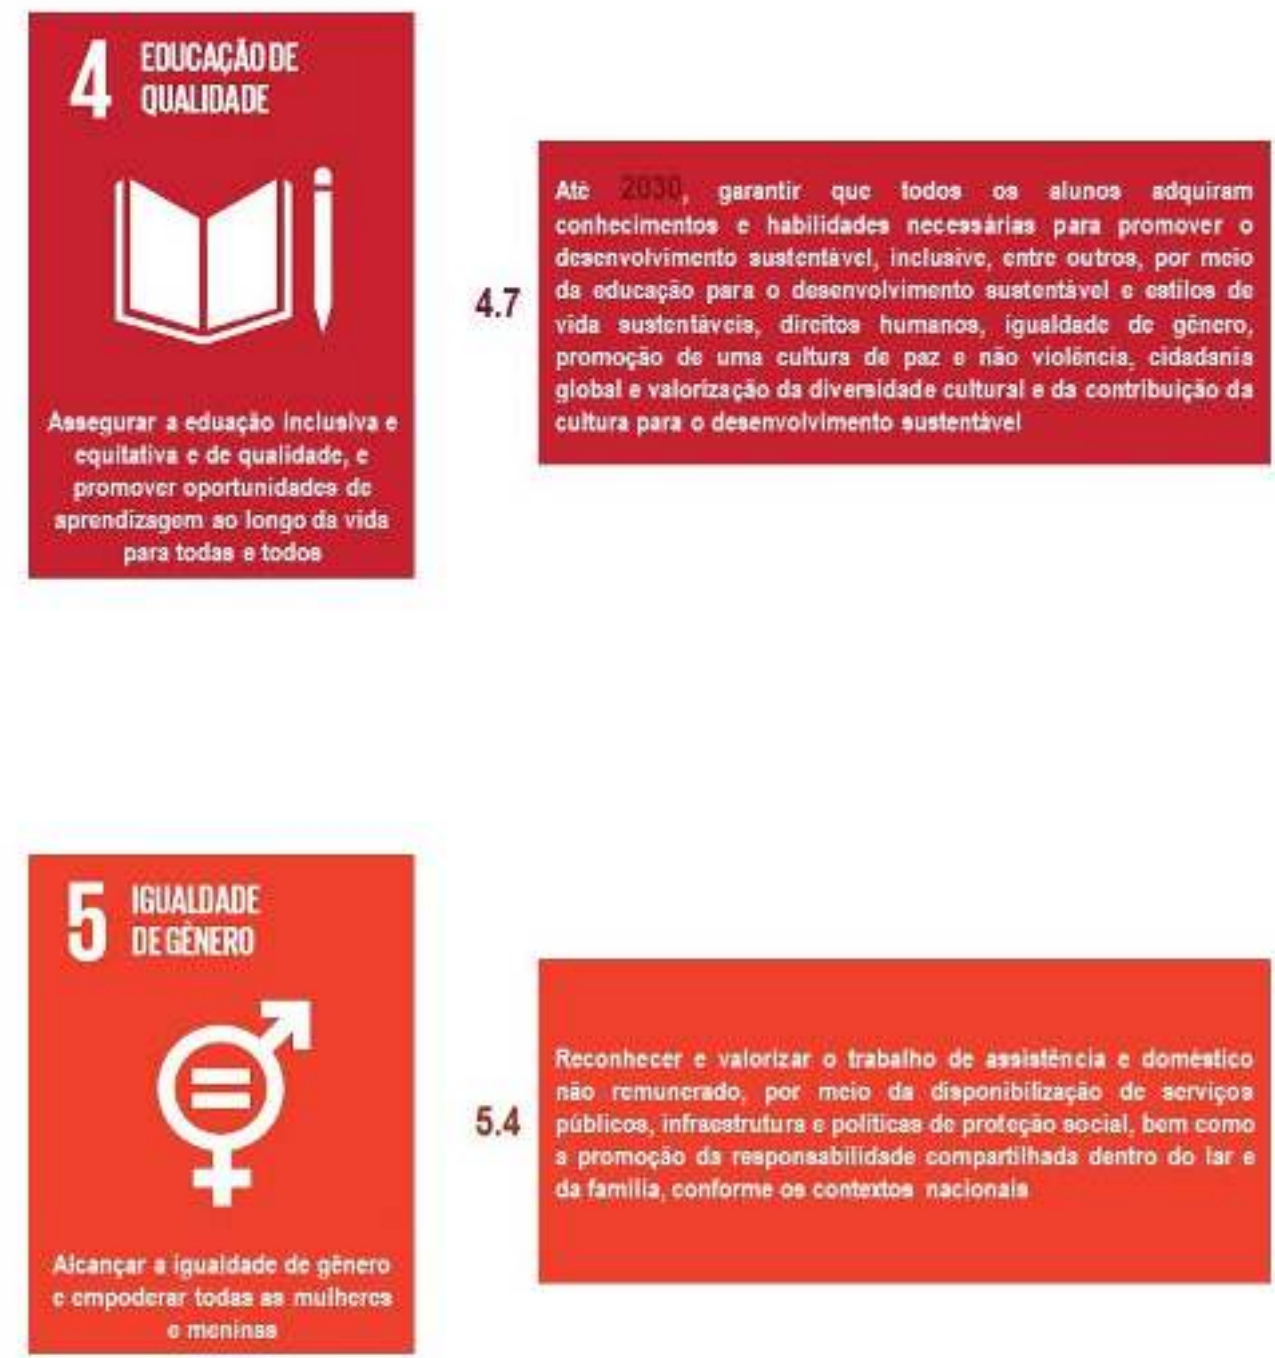 4 EDUCAÇÃO DE
QUALIDADE
Assegurar a eduação inclusiva e
equitativa e de qualidade, e
promover oportunidades de
aprendizagem ao longo da vida
para todas e todos
4.7
Até 2030, garantir que todos os alunos adquiram
conhecimentos e habilidades necessárias para promover o
desenvolvimento sustentável, inclusive, entre outros, por meio
da educação para o desenvolvimento sustentável e estilos de
vida sustentáveis, direitos humanos, igualdade de gênero,
promoção de uma cultura de paz e não violência, cidadania
global e valorização da diversidade cultural e da contribuição da
cultura para o desenvolvimento sustentável
5 IGUALDADE
DE GÊNERO
Alcançar a igualdade de gênero
e empoderar todas as mulheres
e meninas
5.4
Reconhecer e valorizar o trabalho de assistência e doméstico
não remunerado, por meio da disponibilização de serviços
públicos, infraestrutura e políticas de proteção social, bem como
a promoção da responsabilidade compartilhada dentro do lar e
da família, conforme os contextos nacionais